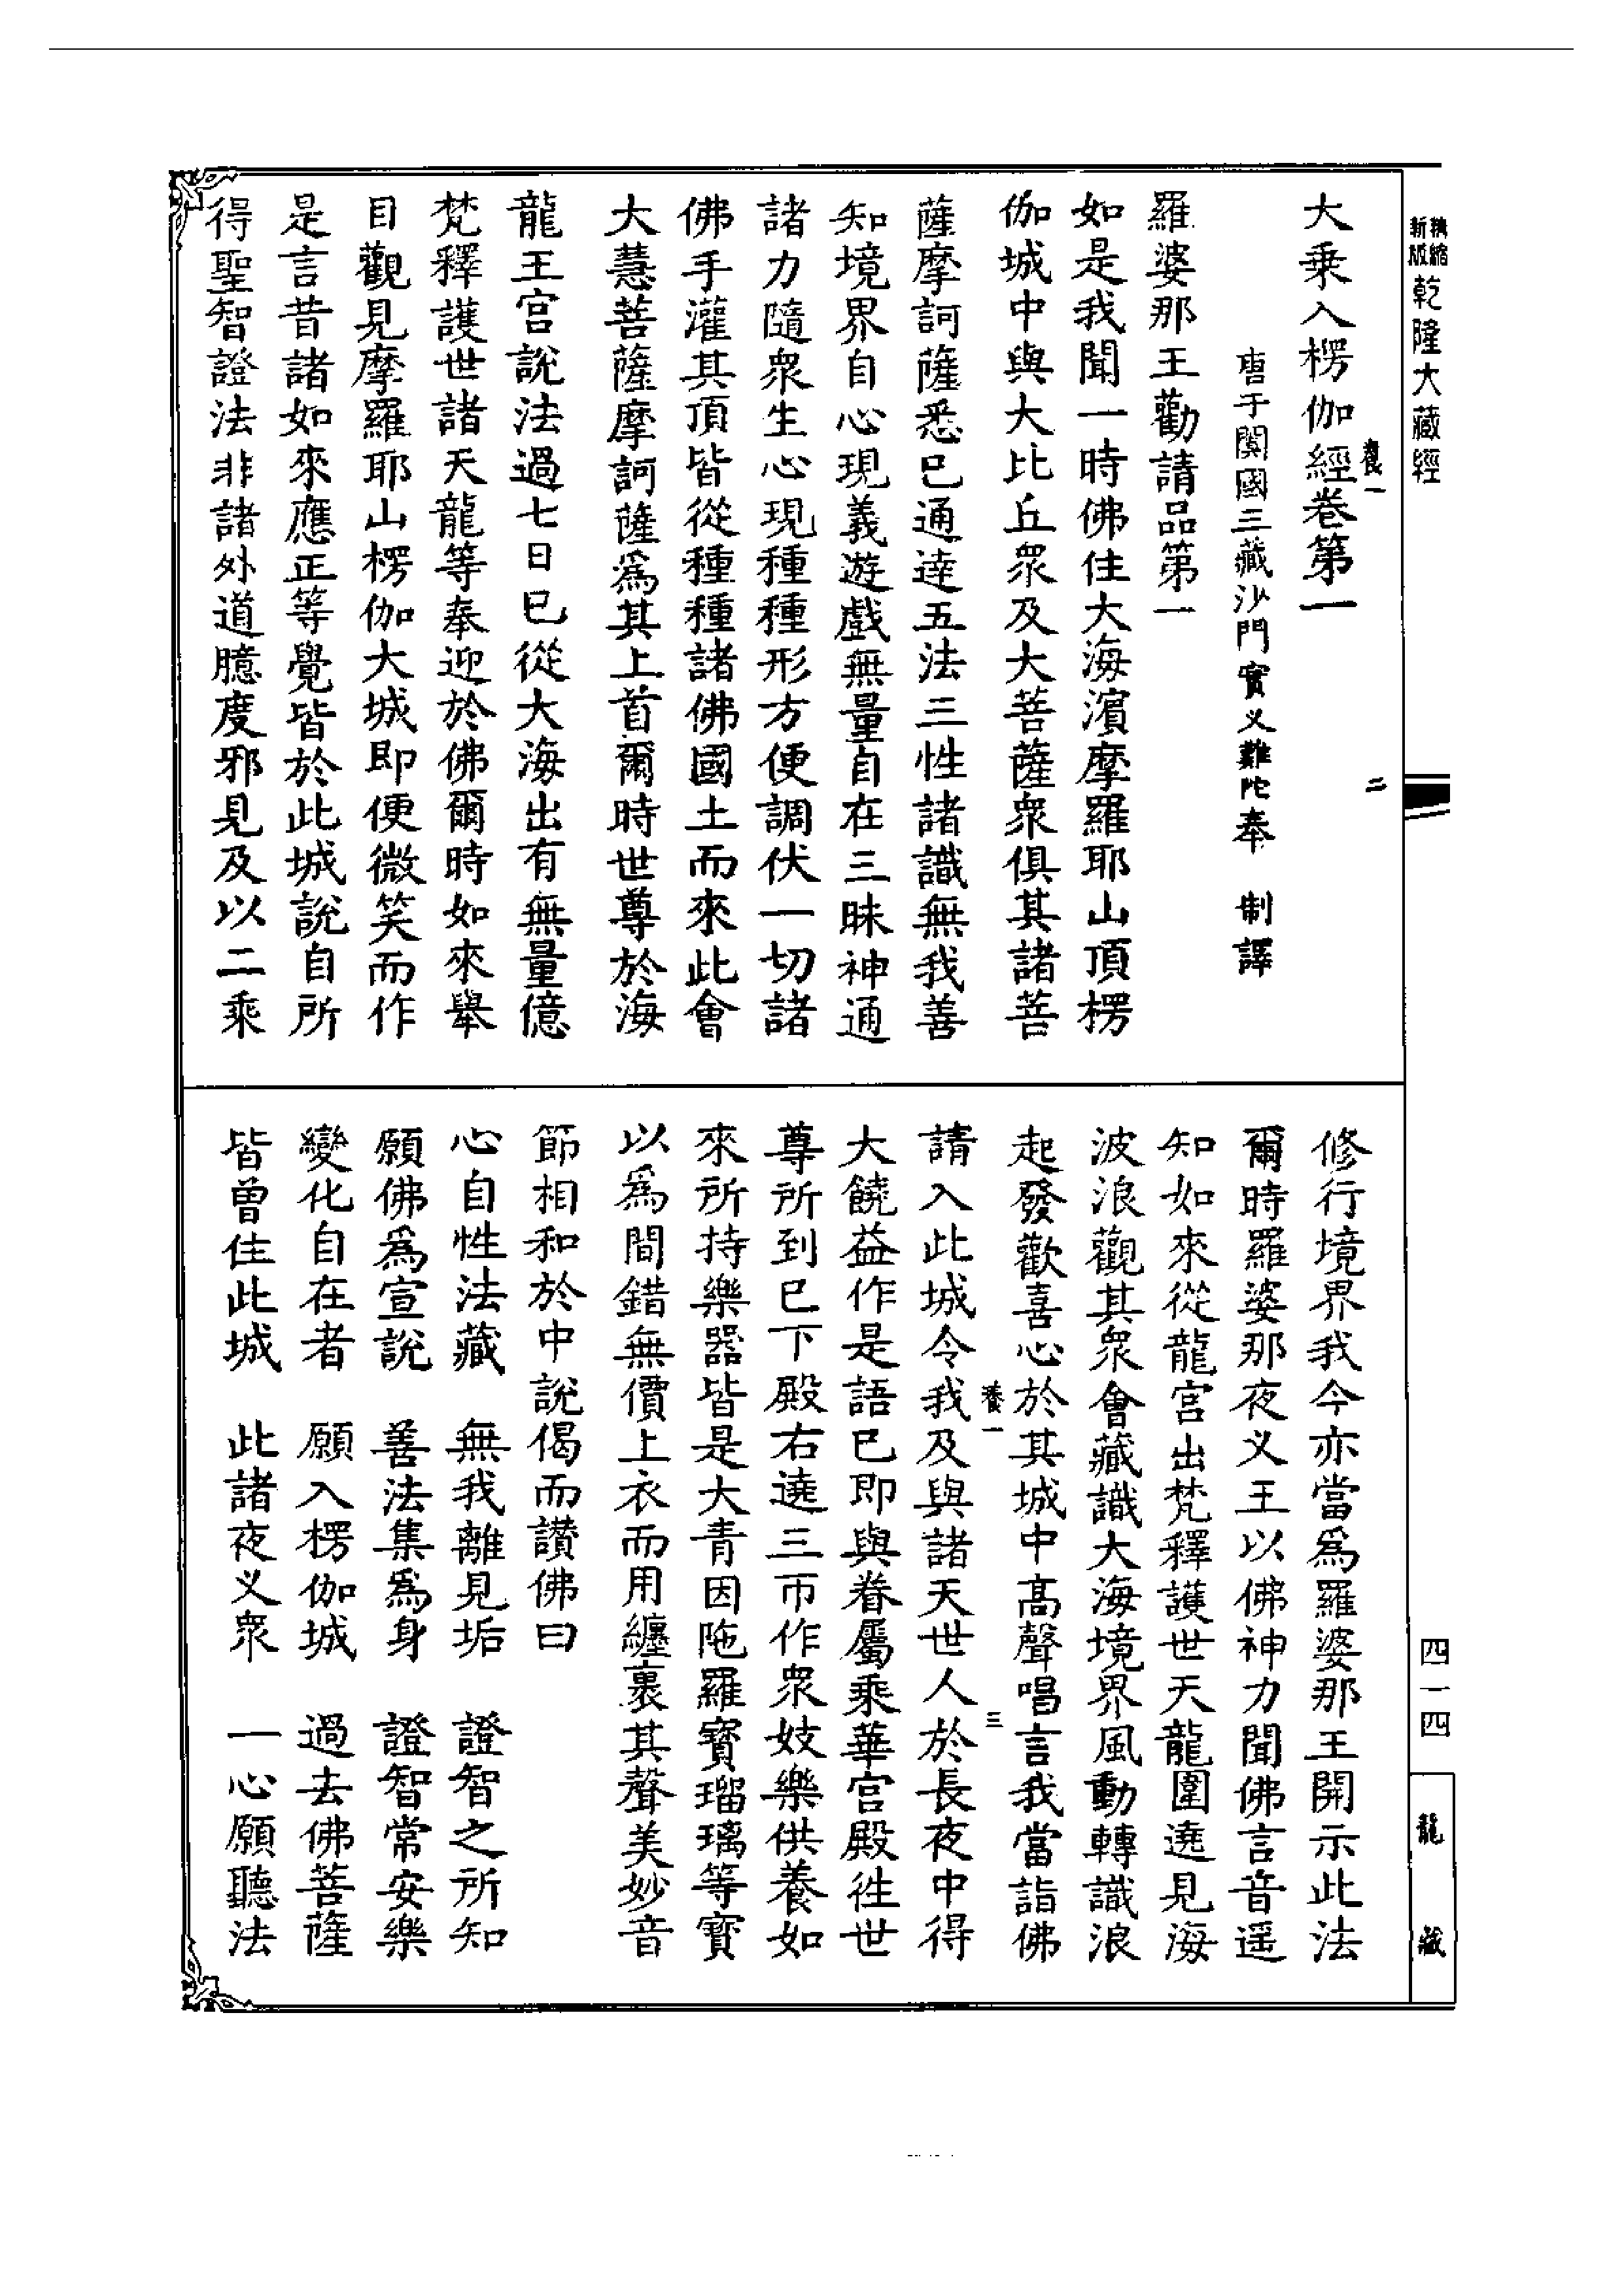 精縮新版乾隆大藏經
四一四
龍藏
養一
二
大乘入楞伽經卷第一
唐于闐國三藏沙門實叉難陀奉 制譯
羅婆那王勸請品第一
如是我聞一時佛住大海濱摩羅耶山頂楞
伽城中與大比丘眾及大菩薩眾俱其諸菩
薩摩訶薩悉已通達五法三性諸識無我善
知境界自心現義遊戲無量自在三昧神通
諸力隨眾生心現種種形方便調伏一切諸
佛手灌其頂皆從種種諸佛國土而來此會
大慧菩薩摩訶薩為其上首爾時世尊於海
龍王宮說法過七日已從大海出有無量億
梵釋護世諸天龍等奉迎於佛爾時如來舉
目觀見摩羅耶山楞伽大城即便微笑而作
是言昔諸如來應正等覺皆於此城說自所
得聖智證法非諸外道臆度邪見及以二乘
修行境界我今亦當為羅婆那王開示此法
爾時羅婆那夜叉王以佛神力聞佛言音遥
知如來從龍宮出梵釋護世天龍圍遶見海
波浪觀其眾會藏識大海境界風動轉識浪
起發歡喜心於其城中高聲唱言我當詣佛
養一
三
請入此城令我及與諸天世人於長夜中得
大饒益作是語已即與眷屬乘華宮殿往世
尊所到已下殿右遶三帀作眾妓樂供養如
來所持樂器皆是大青因陁羅寶瑠璃等寶
以為間錯無價上衣而用纏裹其聲美妙音
節相和於中說偈而讚佛曰
心自性法藏 無我離見垢 證智之所知
願佛為宣說 善法集為身 證智常安樂
變化自在者 願入楞伽城 過去佛菩薩
皆曾住此城 此諸夜叉眾 一心願聽法